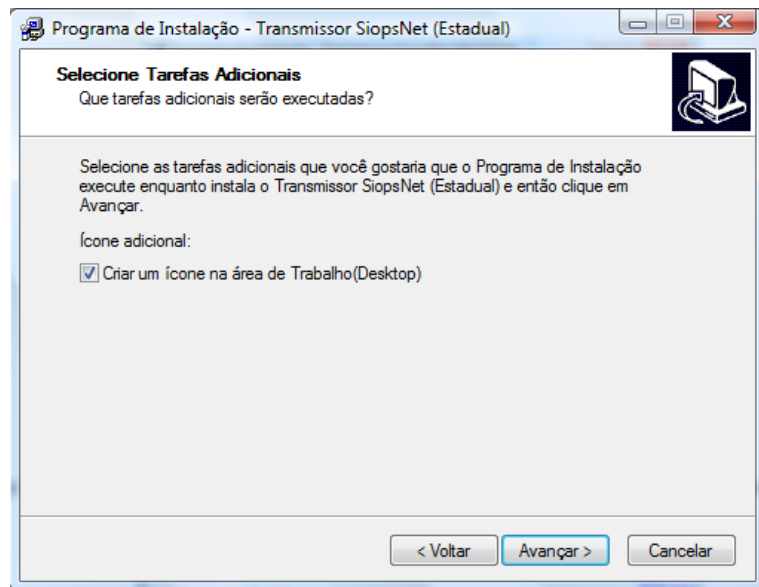 Programa de Instalação - Transmissor SiopsNet (Estadual)
Selecione Tarefas Adicionais
Que tarefas adicionais serão executadas?
Selecione as tarefas adicionais que você gostaria que o Programa de Instalação
execute enquanto instala o Transmissor SiopsNet (Estadual) e então clique em
Avançar.
Ícone adicional:
Criar um ícone na área de Trabalho(Desktop)
< Voltar
Avançar >
Cancelar